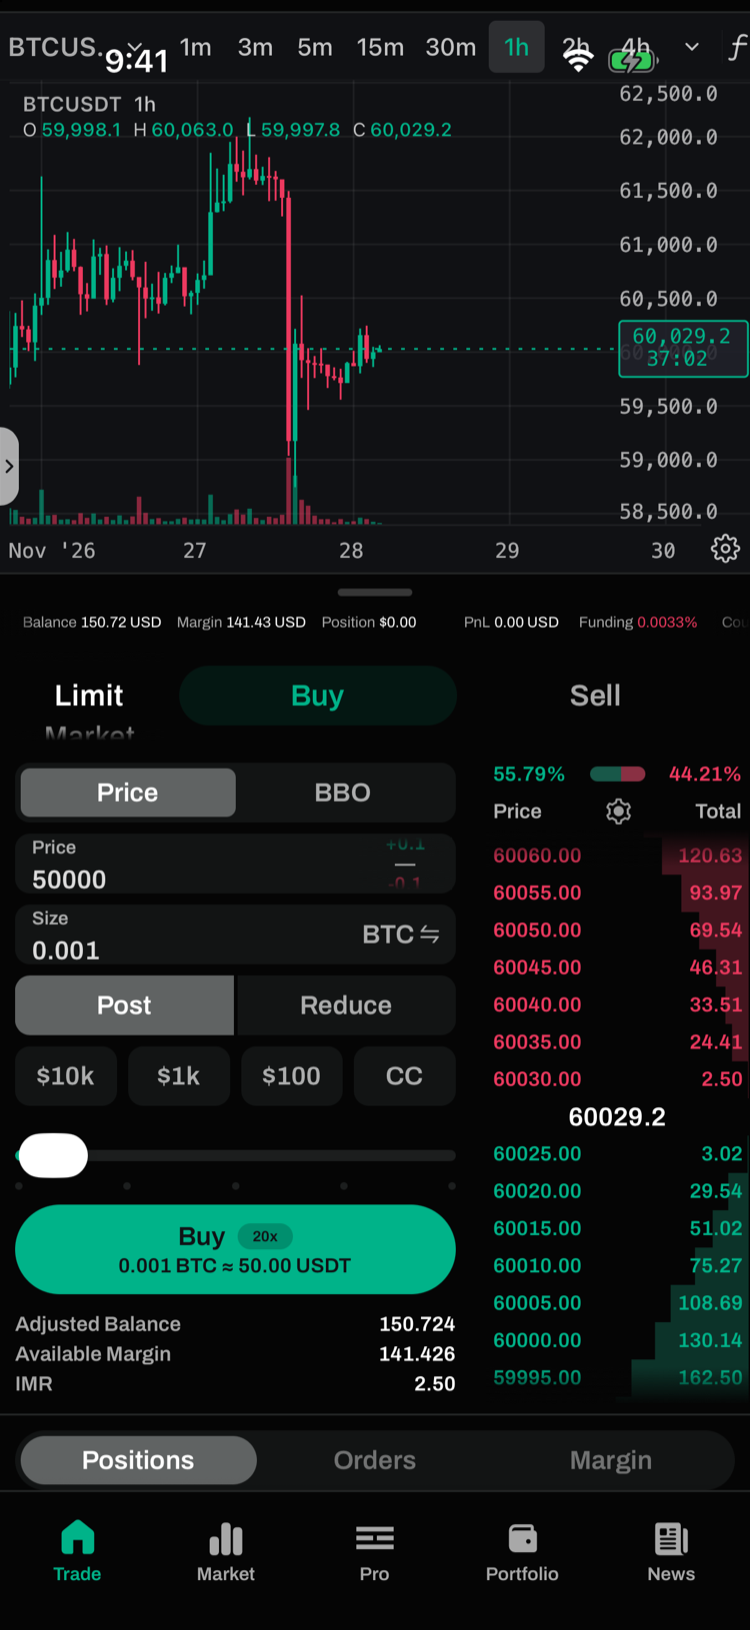 BTCUS. 1m 3m 5m 15m 30m 1h 2h 4h f
9:41
BTCUSDT 1h
O 59,998.1 H 60,063.0 L 59,997.8 C 60,029.2
62,500.0
62,000.0
61,500.0
61,000.0
60,500.0
60,029.2
37:02
59,500.0
59,000.0
58,500.0
Nov '26 27 28 29 30
Balance 150.72 USD Margin 141.43 USD Position $0.00 PnL 0.00 USD Funding 0.0033% Cou
Limit Buy Sell
Market
Price BBO
Price +0.1
50000 -0.1
Size
0.001 BTC
Post Reduce
$10k $1k $100 CC
Buy 20x
0.001 BTC ≈ 50.00 USDT
Adjusted Balance 150.724
Available Margin 141.426
IMR 2.50
55.79% 44.21%
Price Total
60060.00 120.63
60055.00 93.97
60050.00 69.54
60045.00 46.31
60040.00 33.51
60035.00 24.41
60030.00 2.50
60029.2
60025.00 3.02
60020.00 29.54
60015.00 51.02
60010.00 75.27
60005.00 108.69
60000.00 130.14
59995.00 162.50
Positions Orders Margin
Trade Market Pro Portfolio News